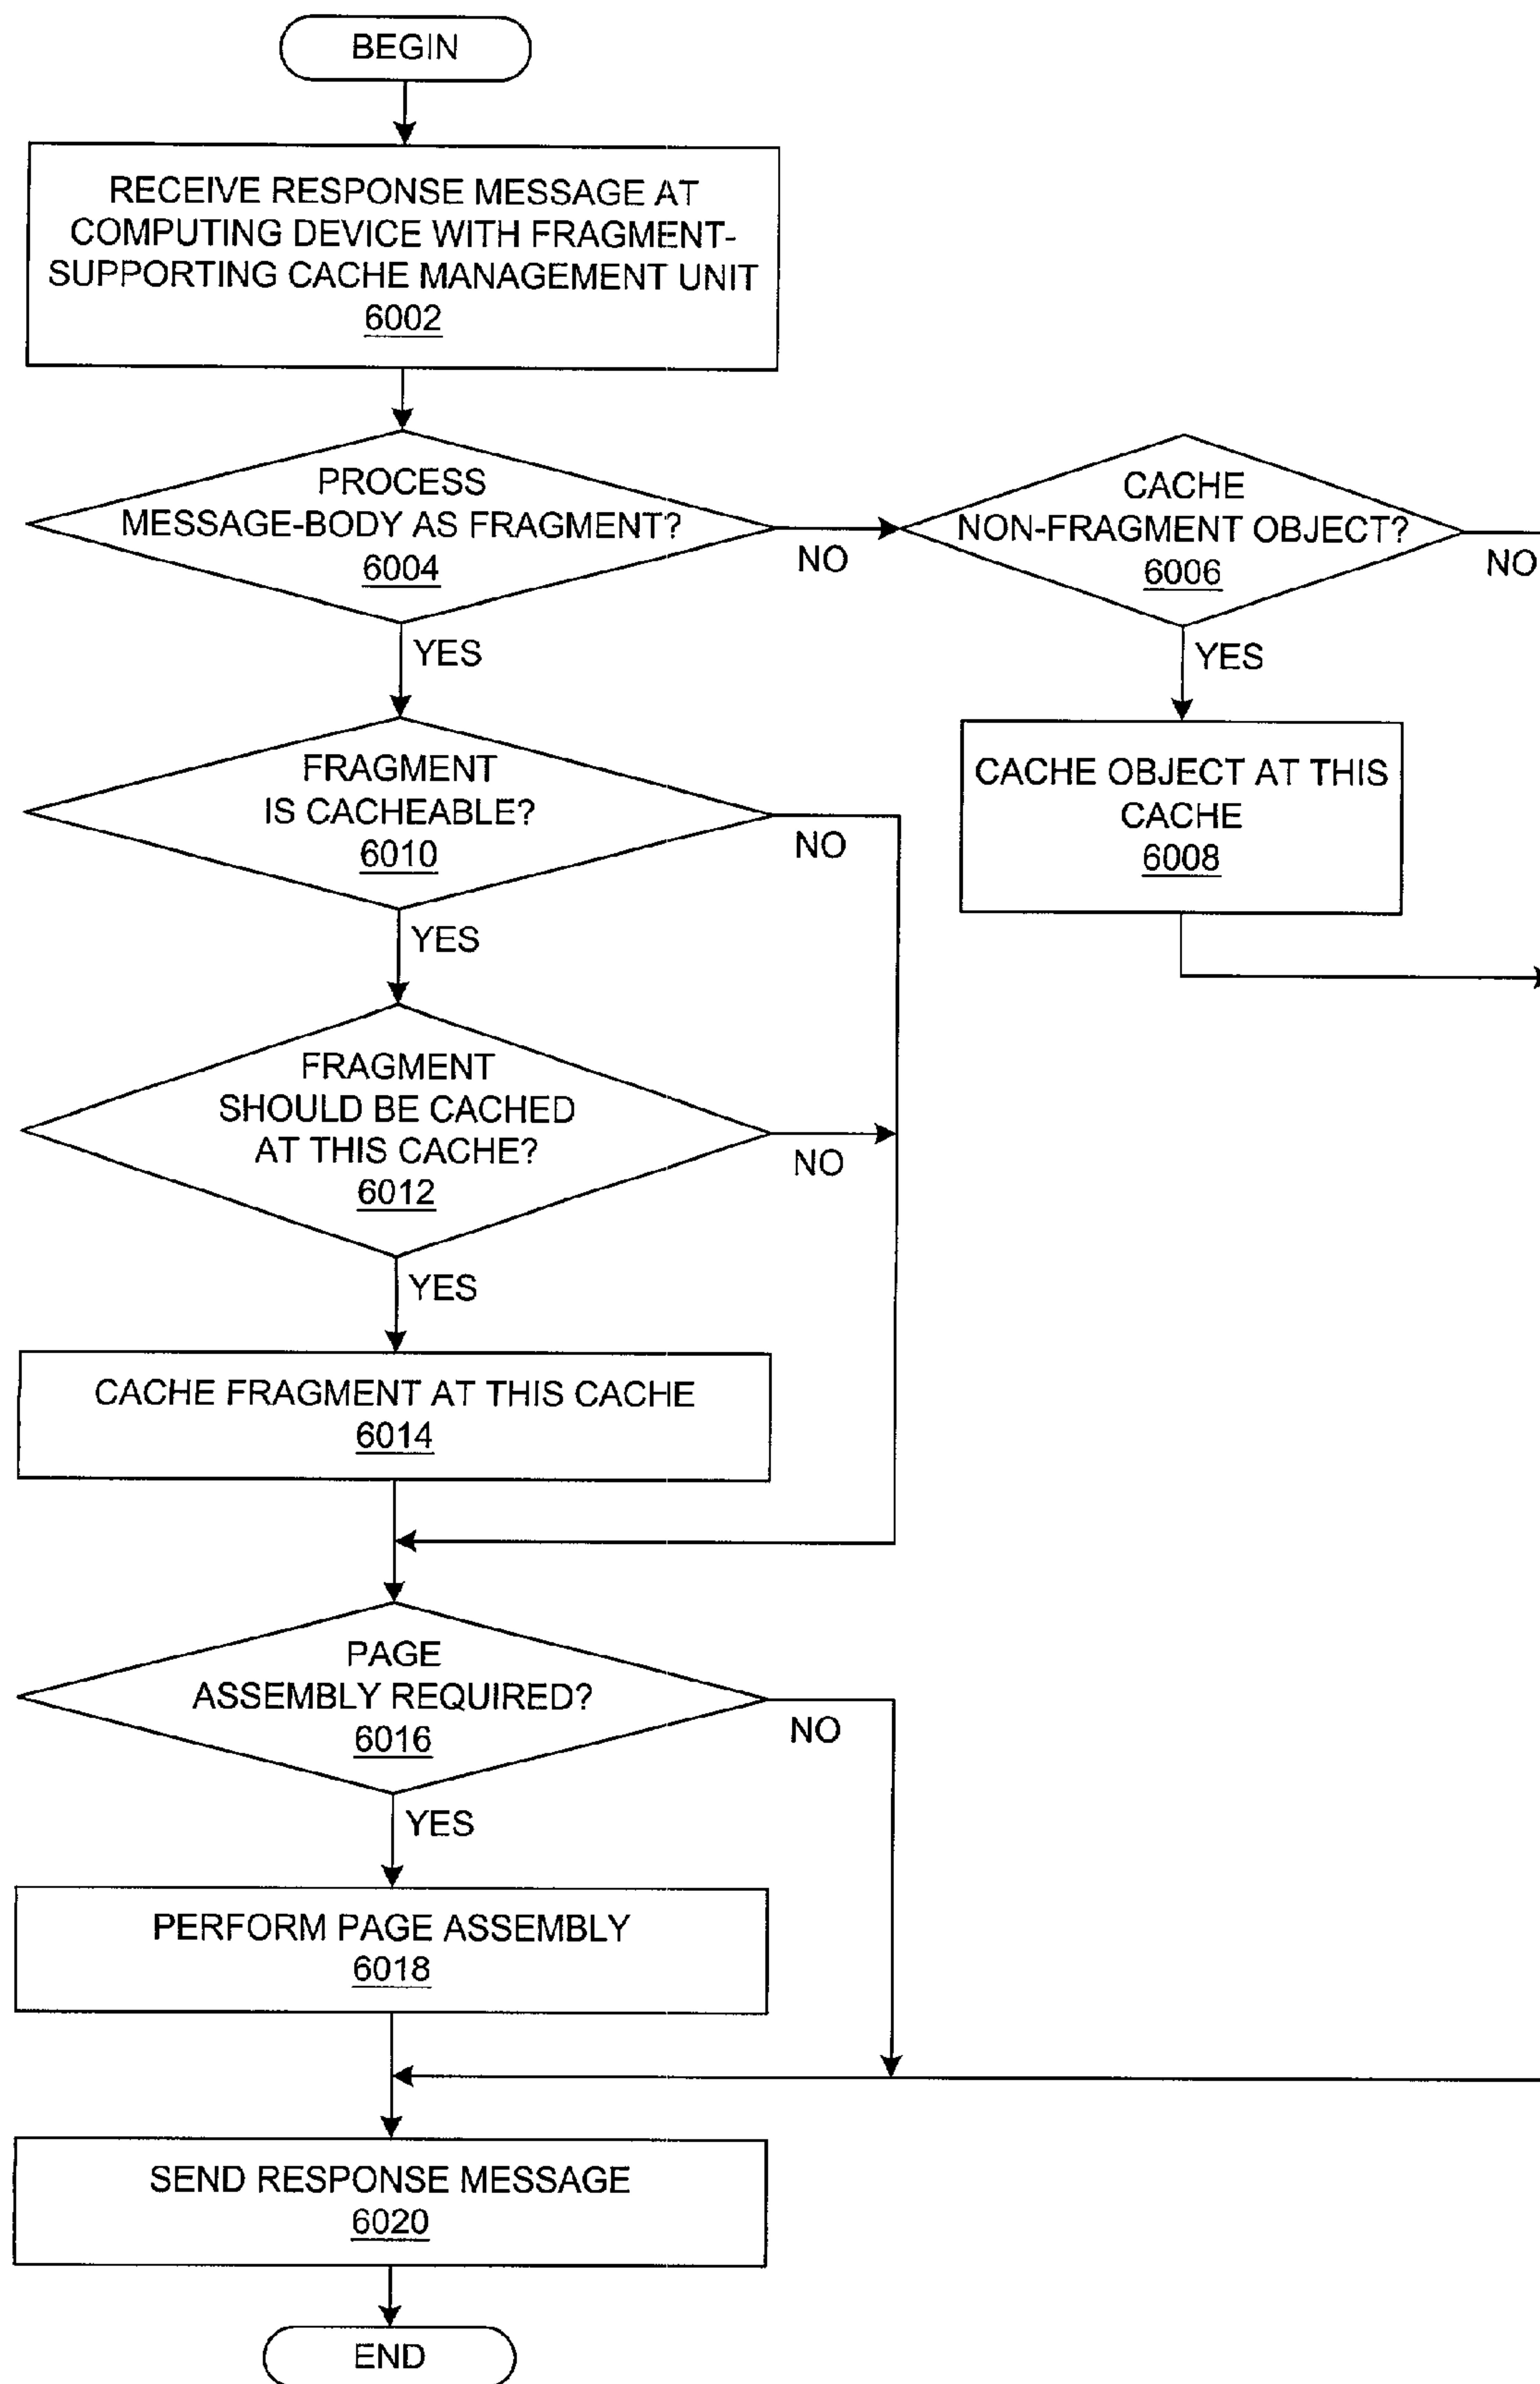 BEGIN
RECEIVE RESPONSE MESSAGE AT
COMPUTING DEVICE WITH FRAGMENT-
SUPPORTING CACHE MANAGEMENT UNIT
6002
PROCESS
MESSAGE-BODY AS FRAGMENT?
6004
NO
YES
CACHE
NON-FRAGMENT OBJECT?
6006
NO
YES
CACHE OBJECT AT THIS
CACHE
6008
FRAGMENT
IS CACHEABLE?
6010
NO
YES
FRAGMENT
SHOULD BE CACHED
AT THIS CACHE?
6012
NO
YES
CACHE FRAGMENT AT THIS CACHE
6014
PAGE
ASSEMBLY REQUIRED?
6016
NO
YES
PERFORM PAGE ASSEMBLY
6018
SEND RESPONSE MESSAGE
6020
END